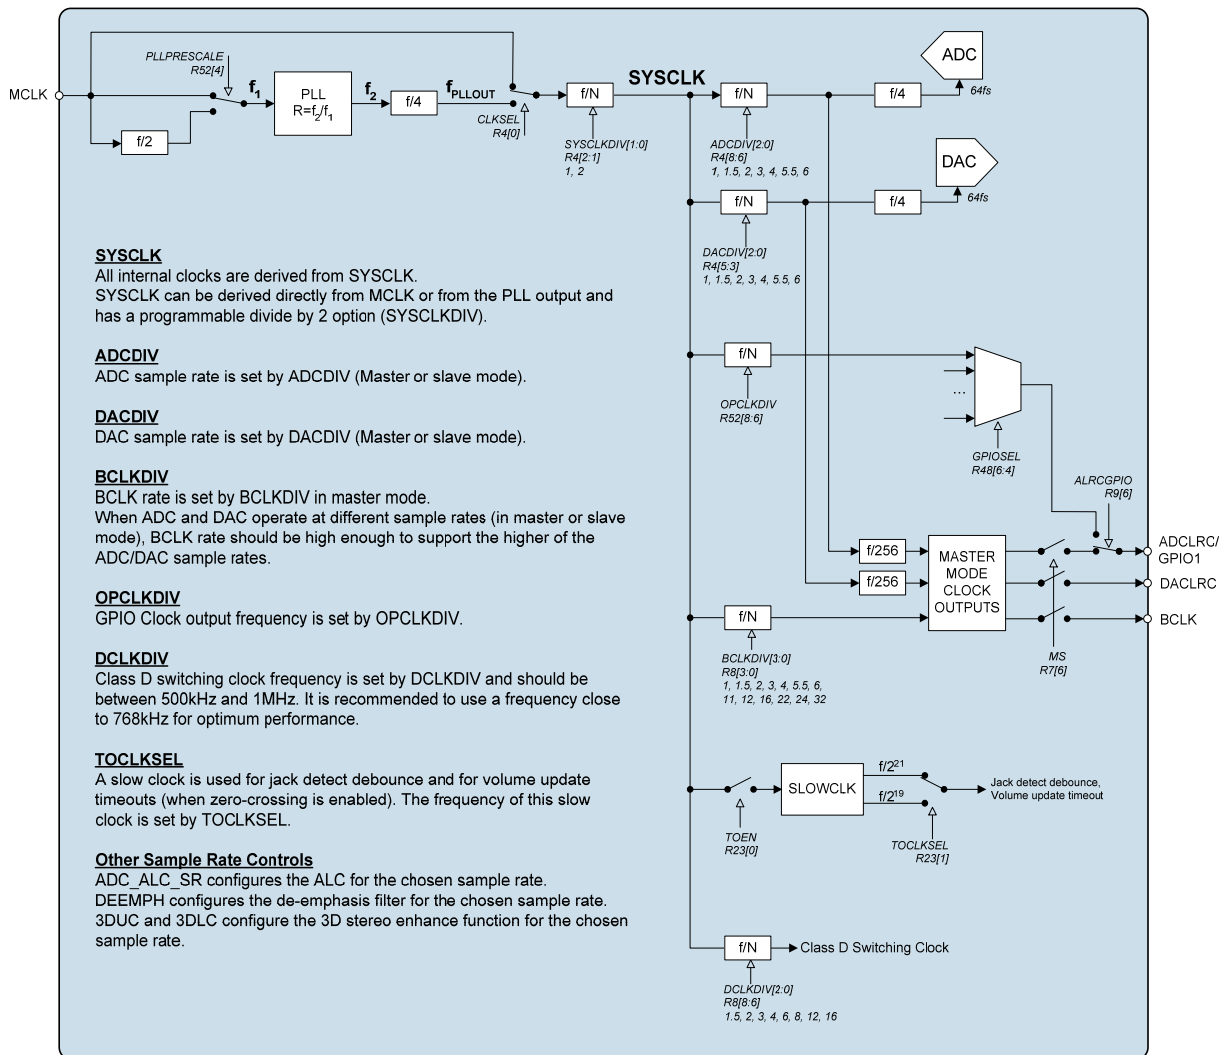 MCLK
PLLPRESCALE
R52[4]
f/2
f1
PLL
R=f2/f1
f2
f/4
fPLLOUT
CLKSEL
R4[0]
f/N
SYSCLKDIV[1:0]
R4[2:1]
1, 2
SYSCLK
f/N
ADCDIV[2:0]
R4[8:6]
1, 1.5, 2, 3, 4, 5.5, 6
f/4
ADC
64fs
f/N
DACDIV[2:0]
R4[5:3]
1, 1.5, 2, 3, 4, 5.5, 6
f/4
DAC
64fs
SYSCLK
All internal clocks are derived from SYSCLK.
SYSCLK can be derived directly from MCLK or from the PLL output and
has a programmable divide by 2 option (SYSCLKDIV).
ADCDIV
ADC sample rate is set by ADCDIV (Master or slave mode).
DACDIV
DAC sample rate is set by DACDIV (Master or slave mode).
BCLKDIV
BCLK rate is set by BCLKDIV in master mode.
When ADC and DAC operate at different sample rates (in master or slave
mode), BCLK rate should be high enough to support the higher of the
ADC/DAC sample rates.
OPCLKDIV
GPIO Clock output frequency is set by OPCLKDIV.
DCLKDIV
Class D switching clock frequency is set by DCLKDIV and should be
between 500kHz and 1MHz. It is recommended to use a frequency close
to 768kHz for optimum performance.
TOCLKSEL
A slow clock is used for jack detect debounce and for volume update
timeouts (when zero-crossing is enabled). The frequency of this slow
clock is set by TOCLKSEL.
Other Sample Rate Controls
ADC_ALC_SR configures the ALC for the chosen sample rate.
DEEMPH configures the de-emphasis filter for the chosen sample rate.
3DUC and 3DLC configure the 3D stereo enhance function for the chosen
sample rate.
f/N
OPCLKDIV
R52[8:6]
...
GPIOSEL
R48[6:4]
ALRCGPIO
R9[6]
f/256
f/256
MASTER
MODE
CLOCK
OUTPUTS
ADCLRC/
GPIO1
DACLRC
BCLK
MS
R7[6]
f/N
BCLKDIV[3:0]
R8[3:0]
1, 1.5, 2, 3, 4, 5.5, 6,
11, 12, 16, 22, 24, 32
TOEN
R23[0]
SLOWCLK
f/2^21
f/2^19
TOCLKSEL
R23[1]
Jack detect debounce,
Volume update timeout
f/N
Class D Switching Clock
DCLKDIV[2:0]
R8[8:6]
1.5, 2, 3, 4, 6, 8, 12, 16